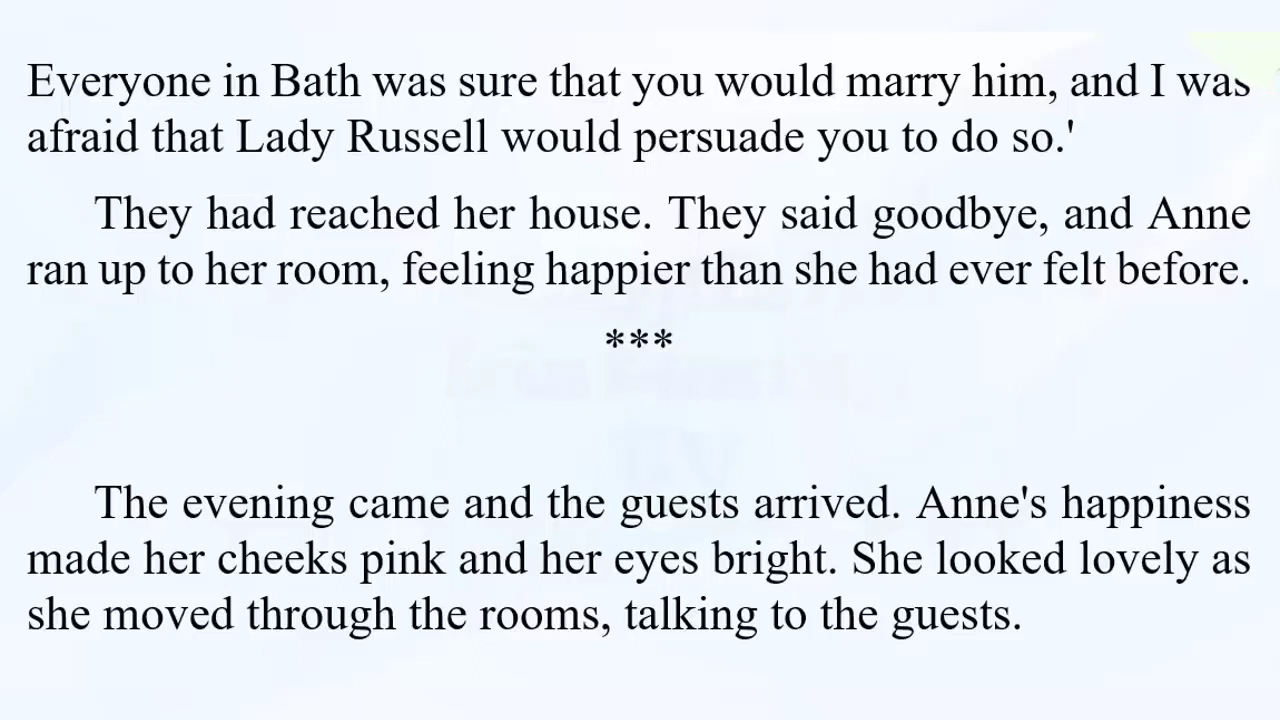 Everyone in Bath was sure that you would marry him, and I was
afraid that Lady Russell would persuade you to do so.'
They had reached her house. They said goodbye, and Anne
ran up to her room, feeling happier than she had ever felt before.
***
The evening came and the guests arrived. Anne's happiness
made her cheeks pink and her eyes bright. She looked lovely as
she moved through the rooms, talking to the guests.